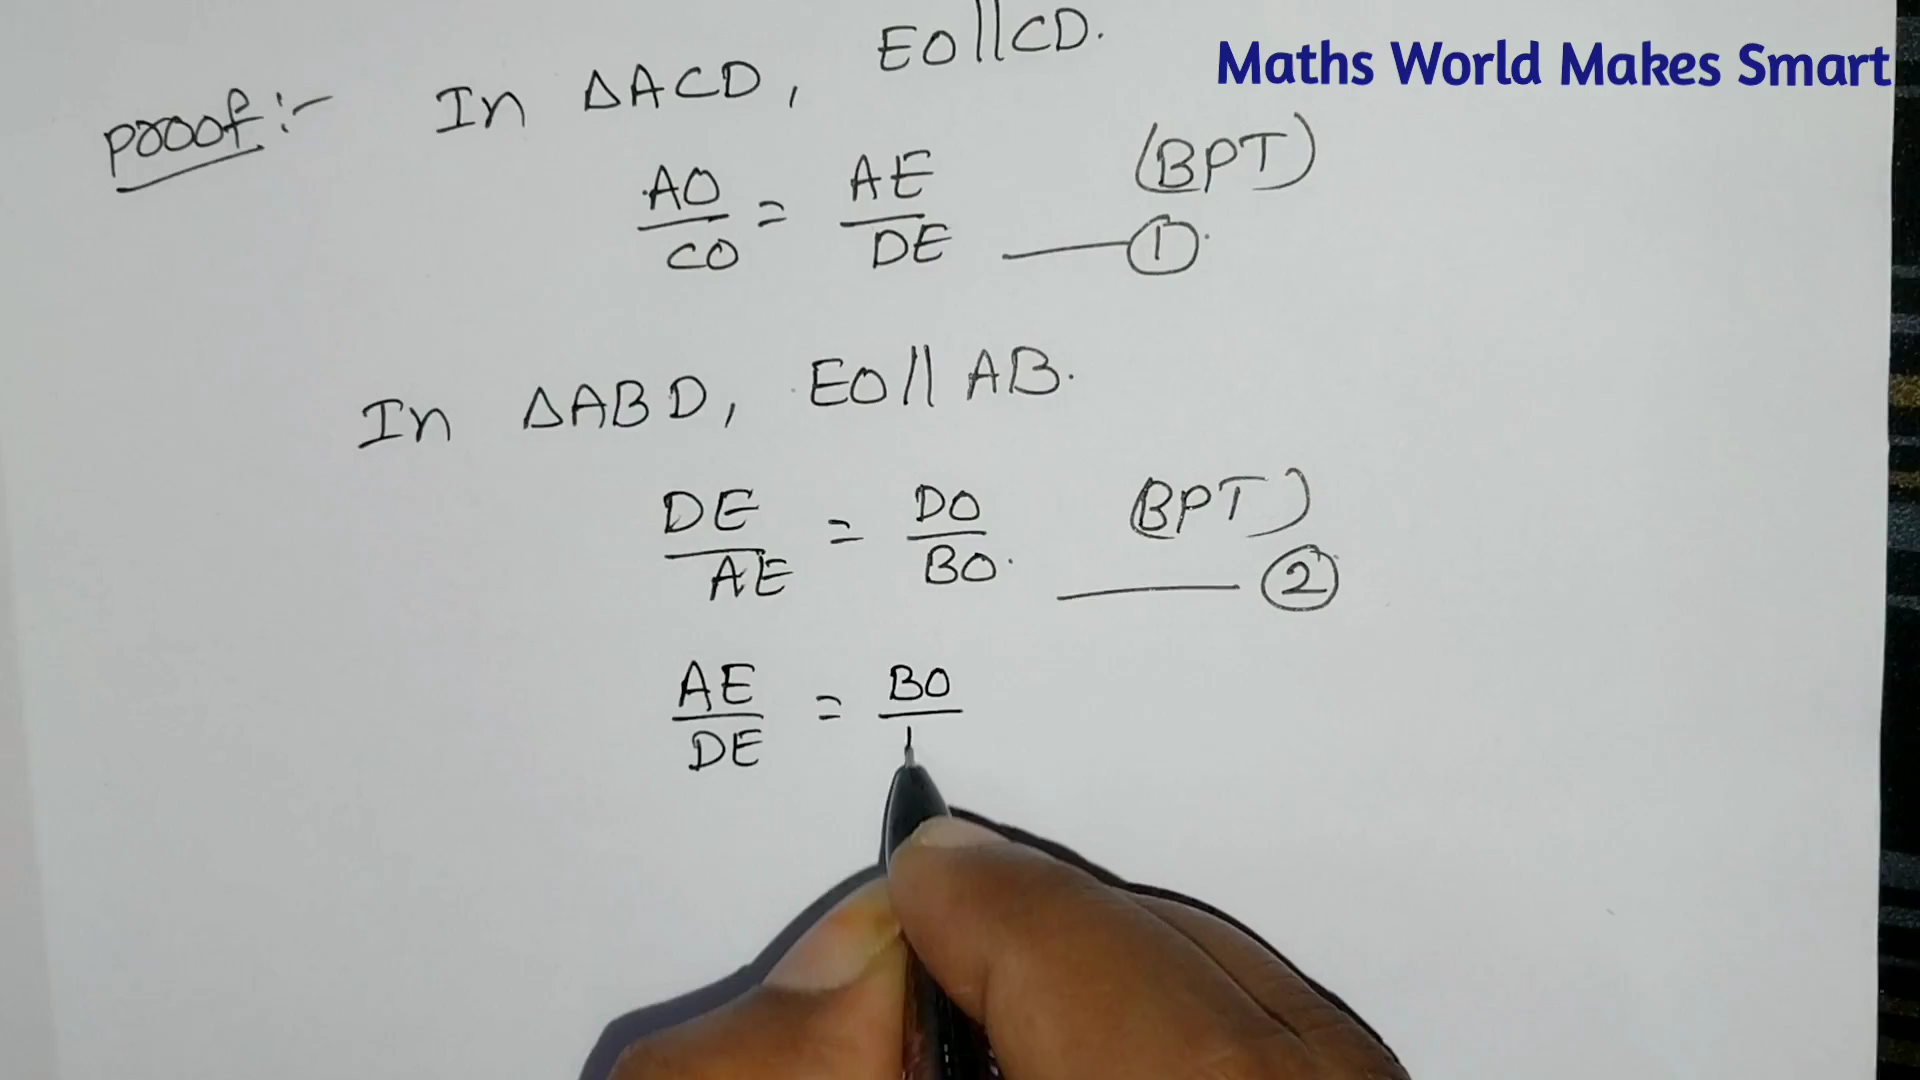 Maths World Makes Smart
Proof:- In ΔACD, EO||CD.
AO/CO = AE/DE (BPT) —— ①
In ΔABD, EO||AB.
DE/AE = DO/BO. (BPT) —— ②
AE/DE = BO/